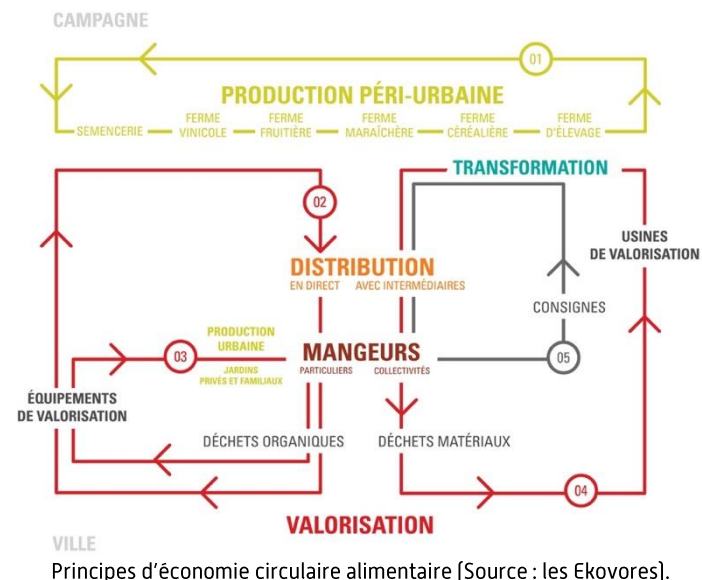 CAMPAGNE
01
PRODUCTION PÉRI-URBAINE
SEMENCERIE
FERME VINICOLE
FERME FRUITIÈRE
FERME MARAÎCHÈRE
FERME CÉRÉALIÈRE
FERME D'ÉLEVAGE
TRANSFORMATION
02
USINES
DE VALORISATION
DISTRIBUTION
EN DIRECT AVEC INTERMÉDIAIRES
CONSIGNES
PRODUCTION
URBAINE
03
MANGEURS
PARTICULIERS COLLECTIVITÉS
05
JARDINS
PRIVÉS ET FAMILIAUX
ÉQUIPEMENTS
DE VALORISATION
DÉCHETS ORGANIQUES
DÉCHETS MATÉRIAUX
04
VALORISATION
VILLE
Principes d'économie circulaire alimentaire (Source : les Ekovores).